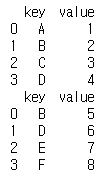 key value
0 A 1
1 B 2
2 C 3
3 D 4
key value
0 B 5
1 D 6
2 E 7
3 F 8